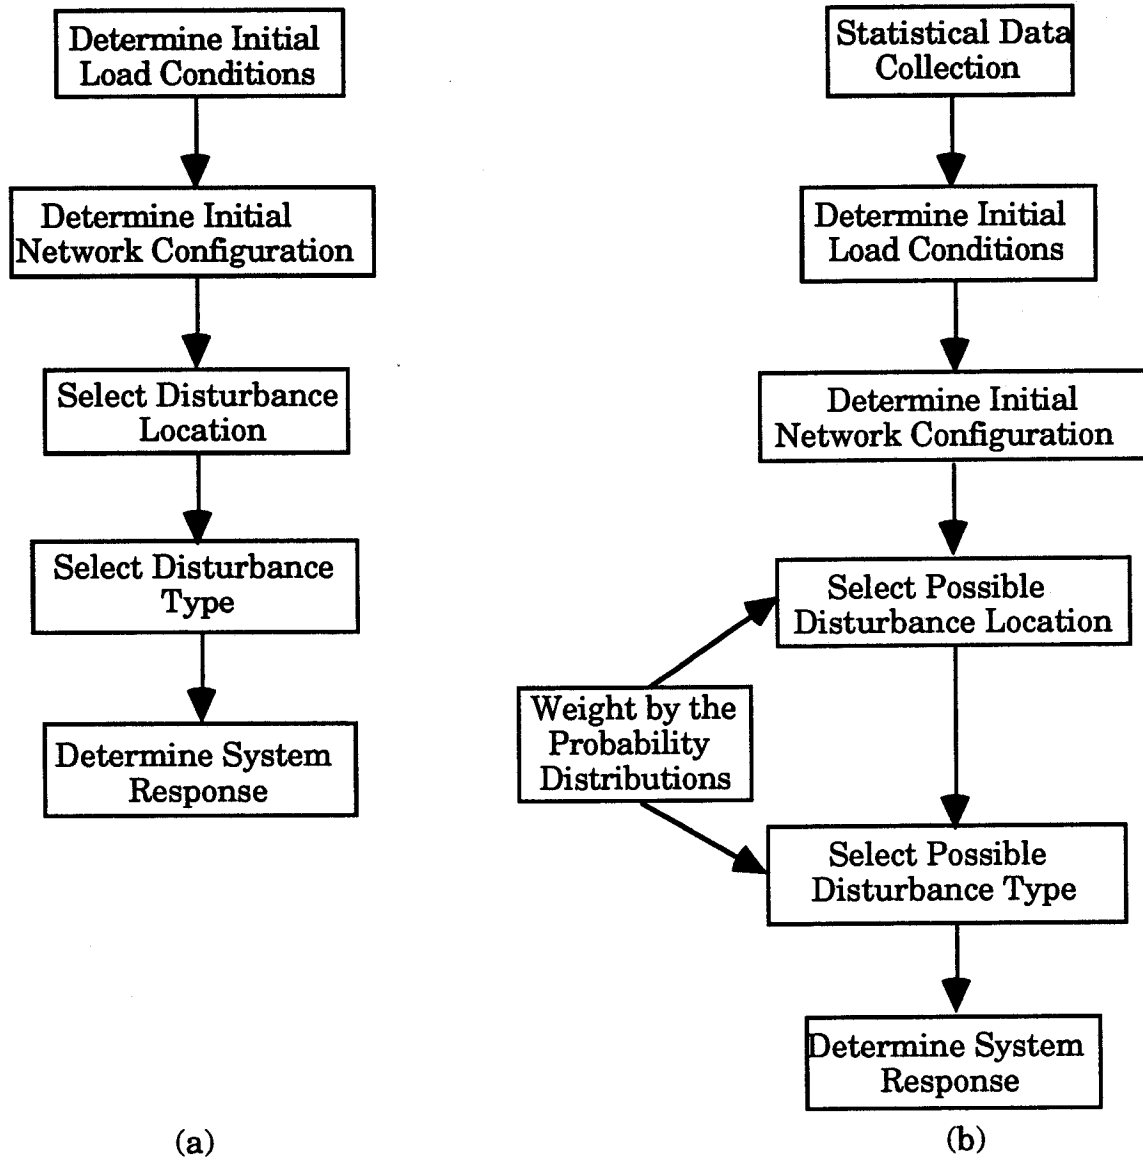 Determine Initial
Load Conditions
Determine Initial
Network Configuration
Select Disturbance
Location
Select Disturbance
Type
Determine System
Response
(a)
Statistical Data
Collection
Determine Initial
Load Conditions
Determine Initial
Network Configuration
Select Possible
Disturbance Location
Weight by the
Probability
Distributions
Select Possible
Disturbance Type
Determine System
Response
(b)